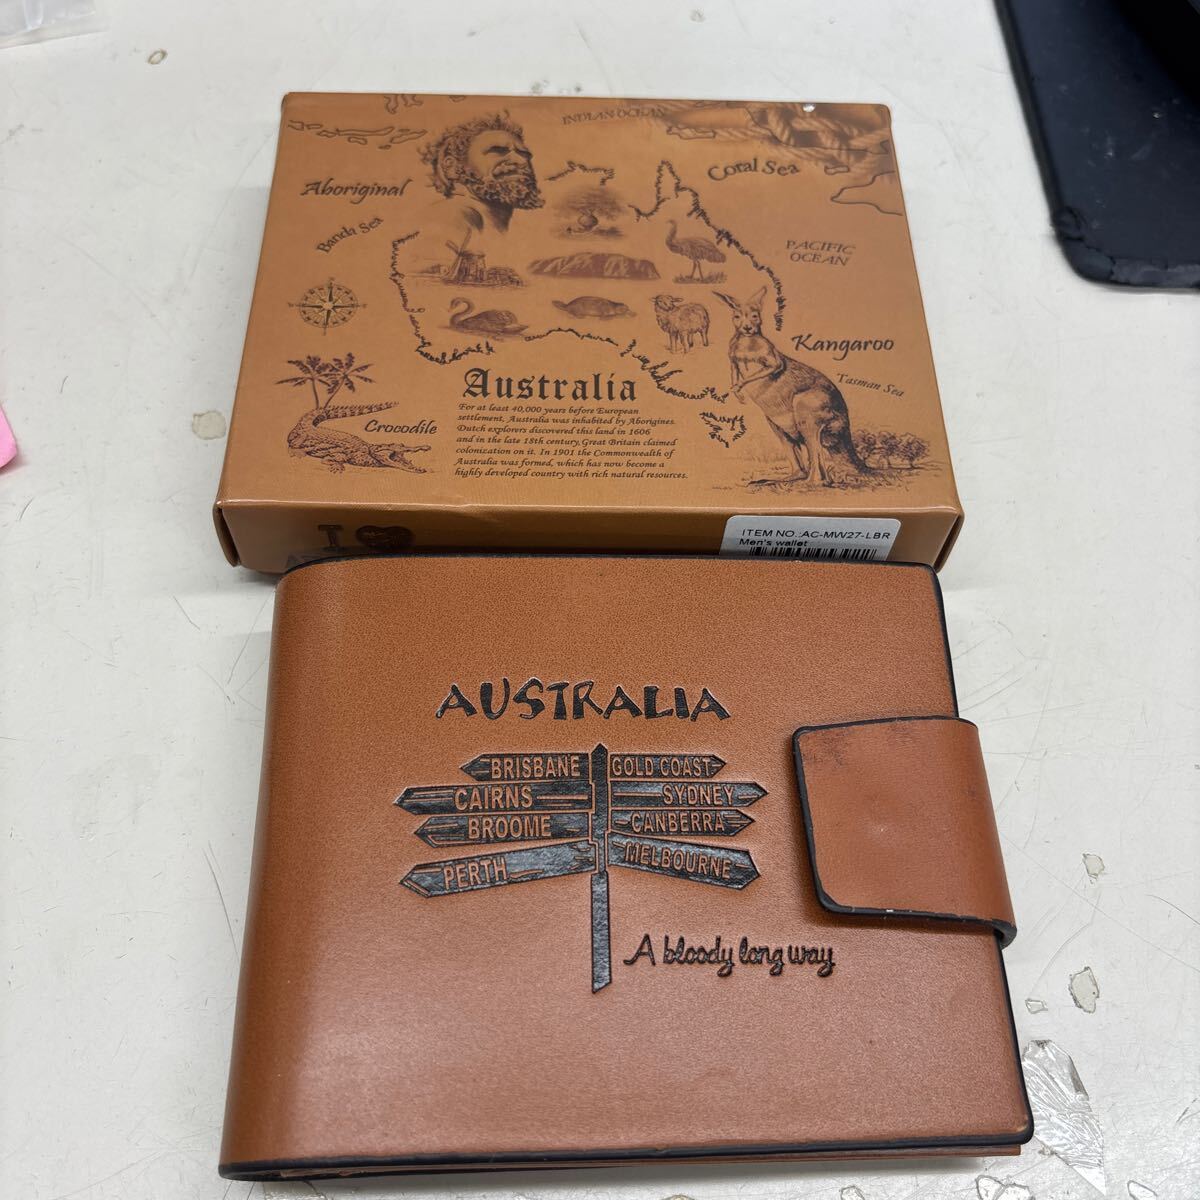 INDIAN OCEAN
Coral Sea
Aboriginal
Banda Sea
PACIFIC
OCEAN
Kangaroo
Tasman Sea
Australia
For at least 40,000 years before European
settlement, Australia was inhabited by Aborigines.
Dutch explorers discovered this land in 1606
and in the late 18th century, Great Britain claimed
colonization on it. In 1901 the Commonwealth of
Australia was formed, which has now become a
highly developed country with rich natural resources.
Crocodile
I
ITEM NO.:AC-MW27-LBR
Men's wallet
AUSTRALIA
BRISBANE GOLD COAST
CAIRNS SYDNEY
BROOME CANBERRA
PERTH MELBOURNE
A bloody long way